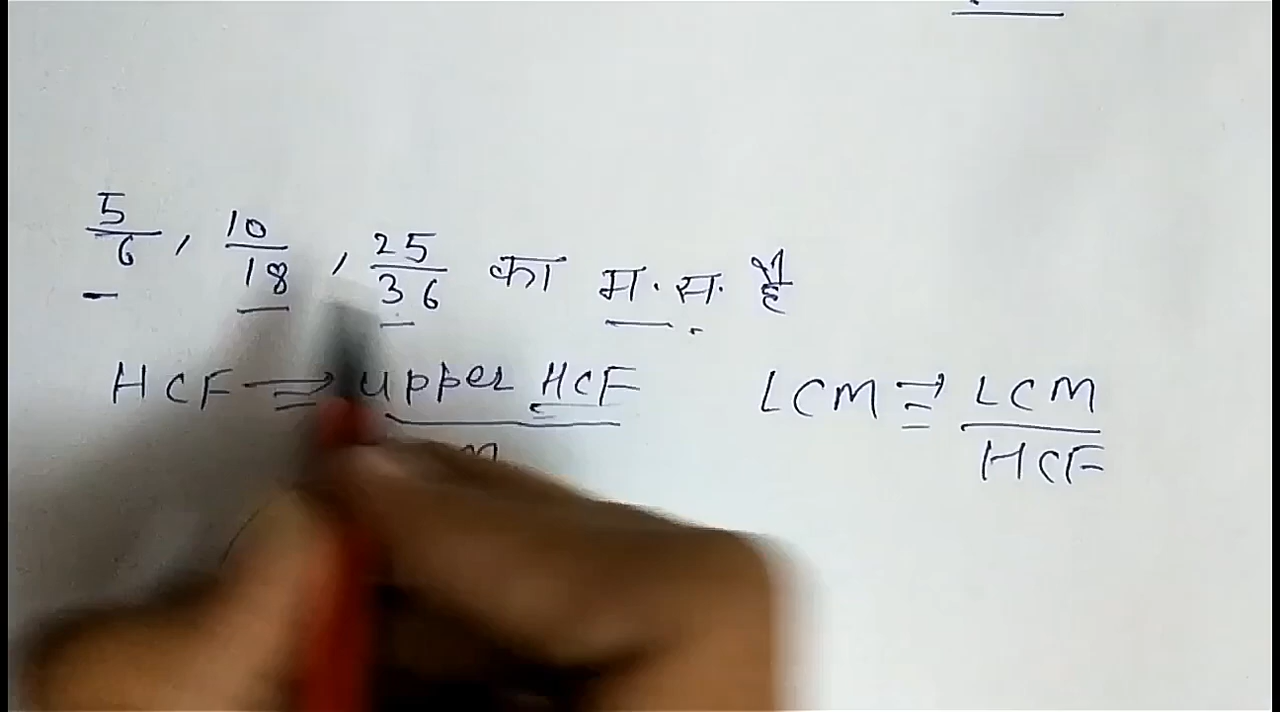 5/6, 10/18, 25/36 का म.स. है
HCF ⇒ upper HCF LCM ⇒ LCM/HCF